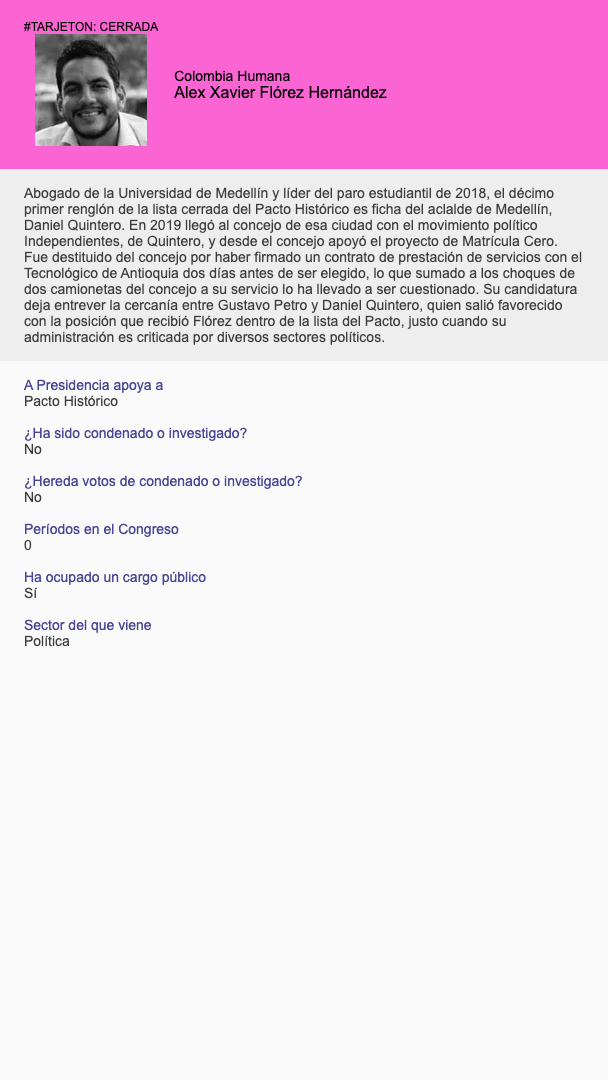 #TARJETON: CERRADA
Colombia Humana
Alex Xavier Flórez Hernández
Abogado de la Universidad de Medellín y líder del paro estudiantil de 2018, el décimo
primer renglón de la lista cerrada del Pacto Histórico es ficha del aclalde de Medellín,
Daniel Quintero. En 2019 llegó al concejo de esa ciudad con el movimiento político
Independientes, de Quintero, y desde el concejo apoyó el proyecto de Matrícula Cero.
Fue destituido del concejo por haber firmado un contrato de prestación de servicios con el
Tecnológico de Antioquia dos días antes de ser elegido, lo que sumado a los choques de
dos camionetas del concejo a su servicio lo ha llevado a ser cuestionado. Su candidatura
deja entrever la cercanía entre Gustavo Petro y Daniel Quintero, quien salió favorecido
con la posición que recibió Flórez dentro de la lista del Pacto, justo cuando su
administración es criticada por diversos sectores políticos.
A Presidencia apoya a
Pacto Histórico
¿Ha sido condenado o investigado?
No
¿Hereda votos de condenado o investigado?
No
Períodos en el Congreso
0
Ha ocupado un cargo público
Sí
Sector del que viene
Política